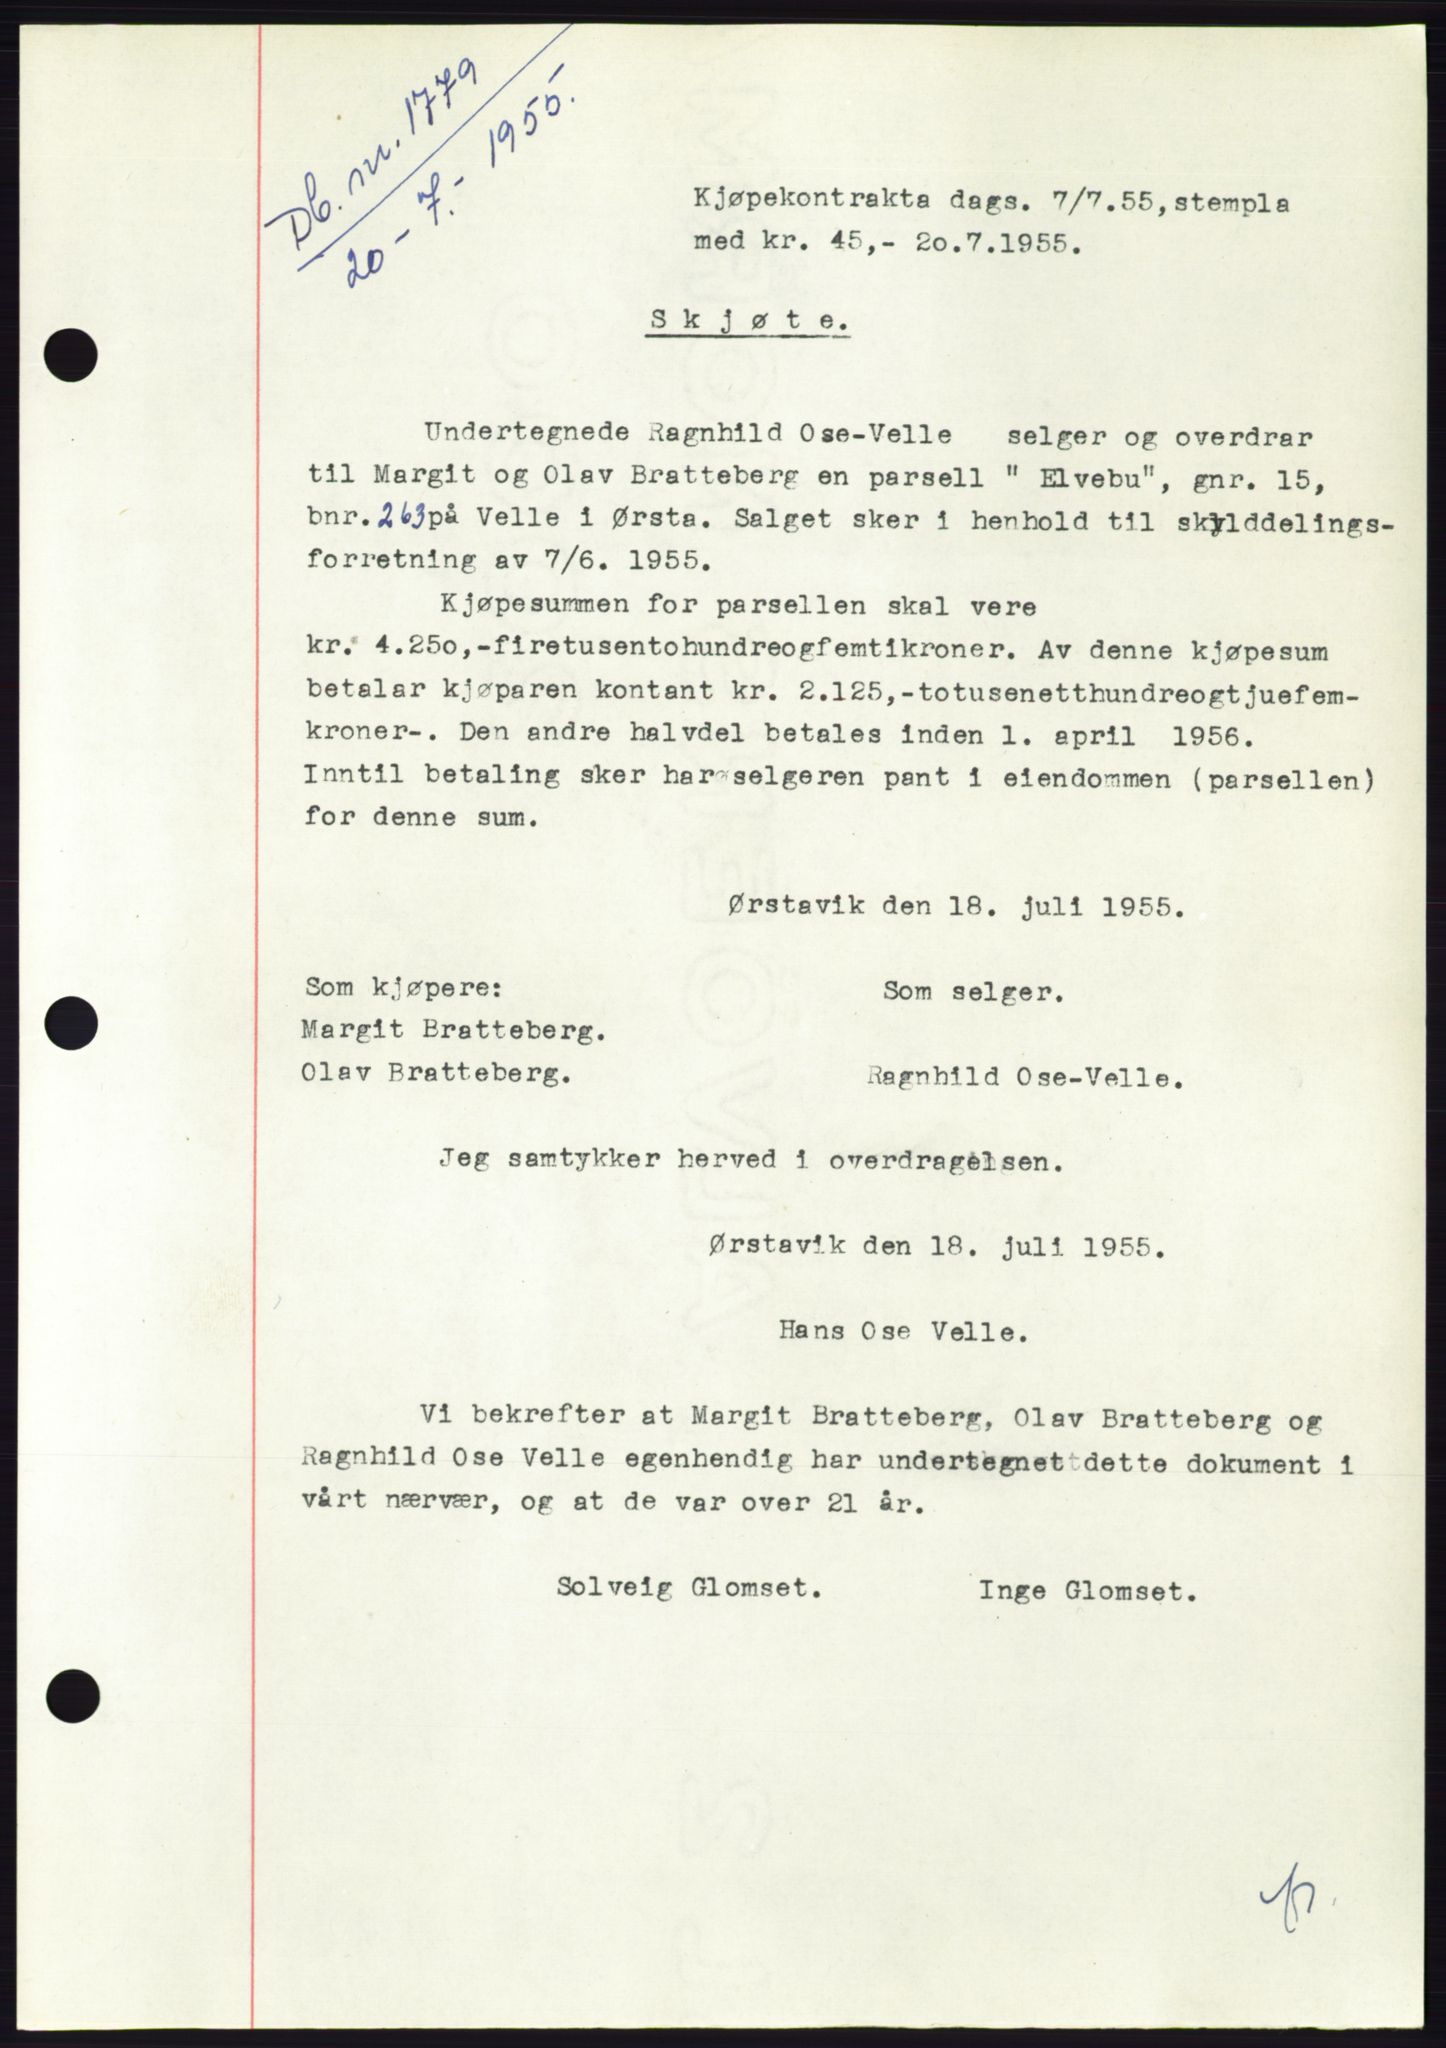 Db. nr. 1779
20-7.- 1955.
Kjøpekontrakta dags. 7/7.55, stempla
med kr. 45,- 2o.7.1955.
S k j ø t e.
Undertegnede Ragnhild Ose-Velle selger og overdrar
til Margit og Olav Bratteberg en parsell " Elvebu", gnr. 15,
bnr. 263 på Velle i Ørsta. Salget sker i henhold til skylddelings-
forretning av 7/6. 1955.
Kjøpesummen for parsellen skal vere
kr. 4.25o,-firetusentohundreogfemtikroner. Av denne kjøpesum
betalar kjøparen kontant kr. 2.125,-totusenetthundreogtjuefem-
kroner-. Den andre halvdel betales inden 1. april 1956.
Inntil betaling sker har selgeren pant i eiendommen (parsellen)
for denne sum.
Ørstavik den 18. juli 1955.
Som kjøpere:
Som selger.
Margit Bratteberg.
Olav Bratteberg.
Ragnhild Ose-Velle.
Jeg samtykker herved i overdragelsen.
Ørstavik den 18. juli 1955.
Hans Ose Velle.
Vi bekrefter at Margit Bratteberg, Olav Bratteberg og
Ragnhild Ose Velle egenhendig har undertegnet dette dokument i
vårt nærvær, og at de var over 21 år.
Solveig Glomset.
Inge Glomset.